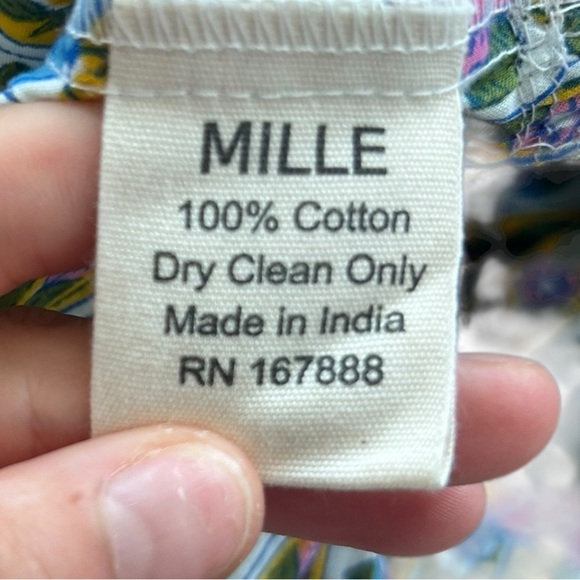 MILLE
100% Cotton
Dry Clean Only
Made in India
RN 167888